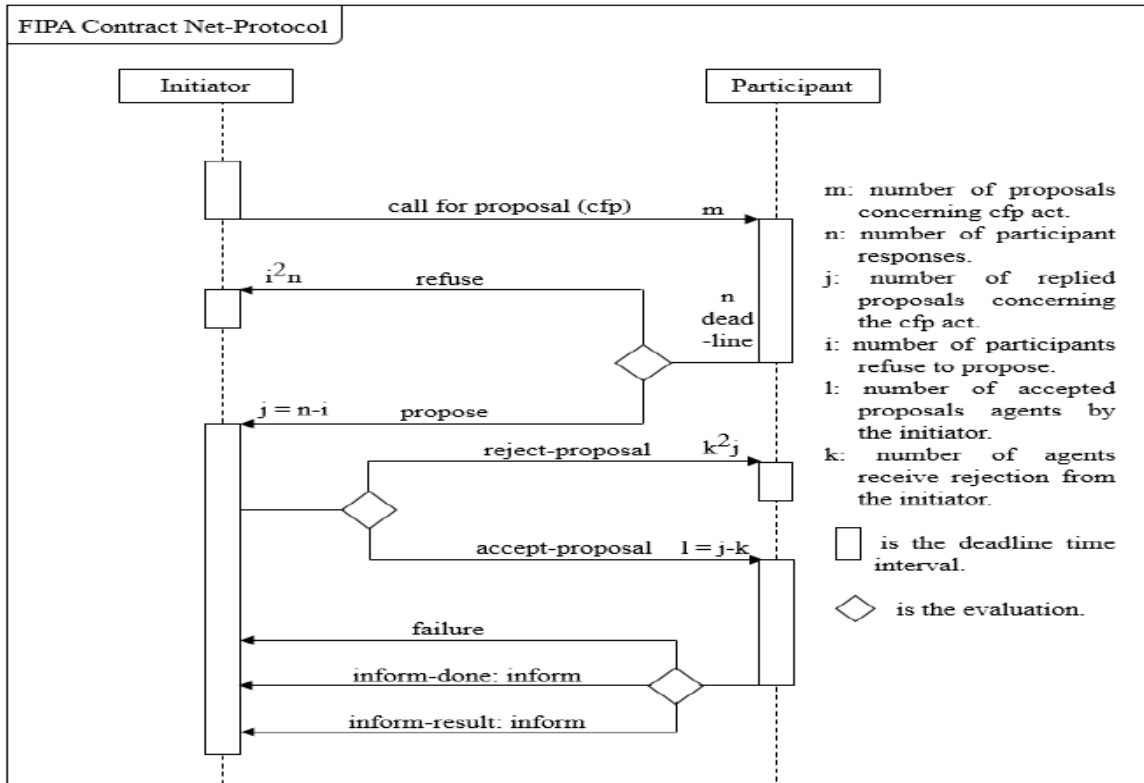 FIPA Contract Net-Protocol
Initiator
Participant
call for proposal (cfp) m
i²n refuse
n
dead
-line
j = n-i propose
reject-proposal k²j
accept-proposal l = j-k
failure
inform-done: inform
inform-result: inform
m: number of proposals
concerning cfp act.
n: number of participant
responses.
j: number of replied
proposals concerning
the cfp act.
i: number of participants
refuse to propose.
l: number of accepted
proposals agents by
the initiator.
k: number of agents
receive rejection from
the initiator.
is the deadline time
interval.
is the evaluation.